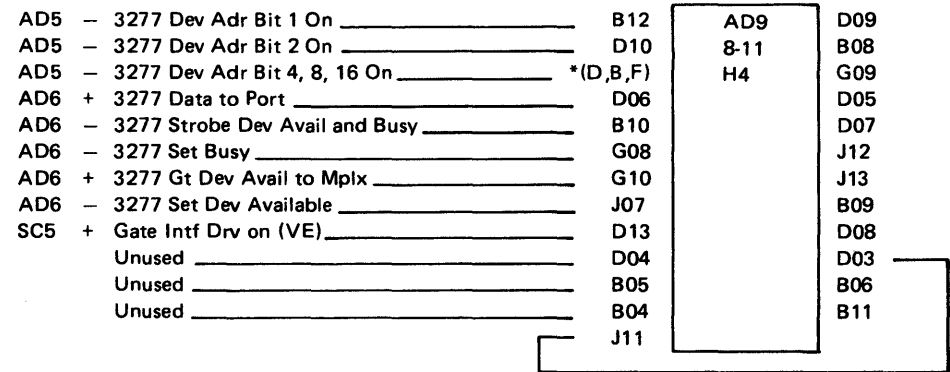 AD5 – 3277 Dev Adr Bit 1 On B12 AD9 D09
AD5 – 3277 Dev Adr Bit 2 On D10 8-11 B08
AD5 – 3277 Dev Adr Bit 4, 8, 16 On *(D,B,F) H4 G09
AD6 + 3277 Data to Port D06 D05
AD6 – 3277 Strobe Dev Avail and Busy B10 D07
AD6 – 3277 Set Busy G08 J12
AD6 + 3277 Gt Dev Avail to Mplx G10 J13
AD6 – 3277 Set Dev Available J07 B09
SC5 + Gate Intf Drv on (VE) D13 D08
Unused D04 D03
Unused B05 B06
Unused B04 B11
J11